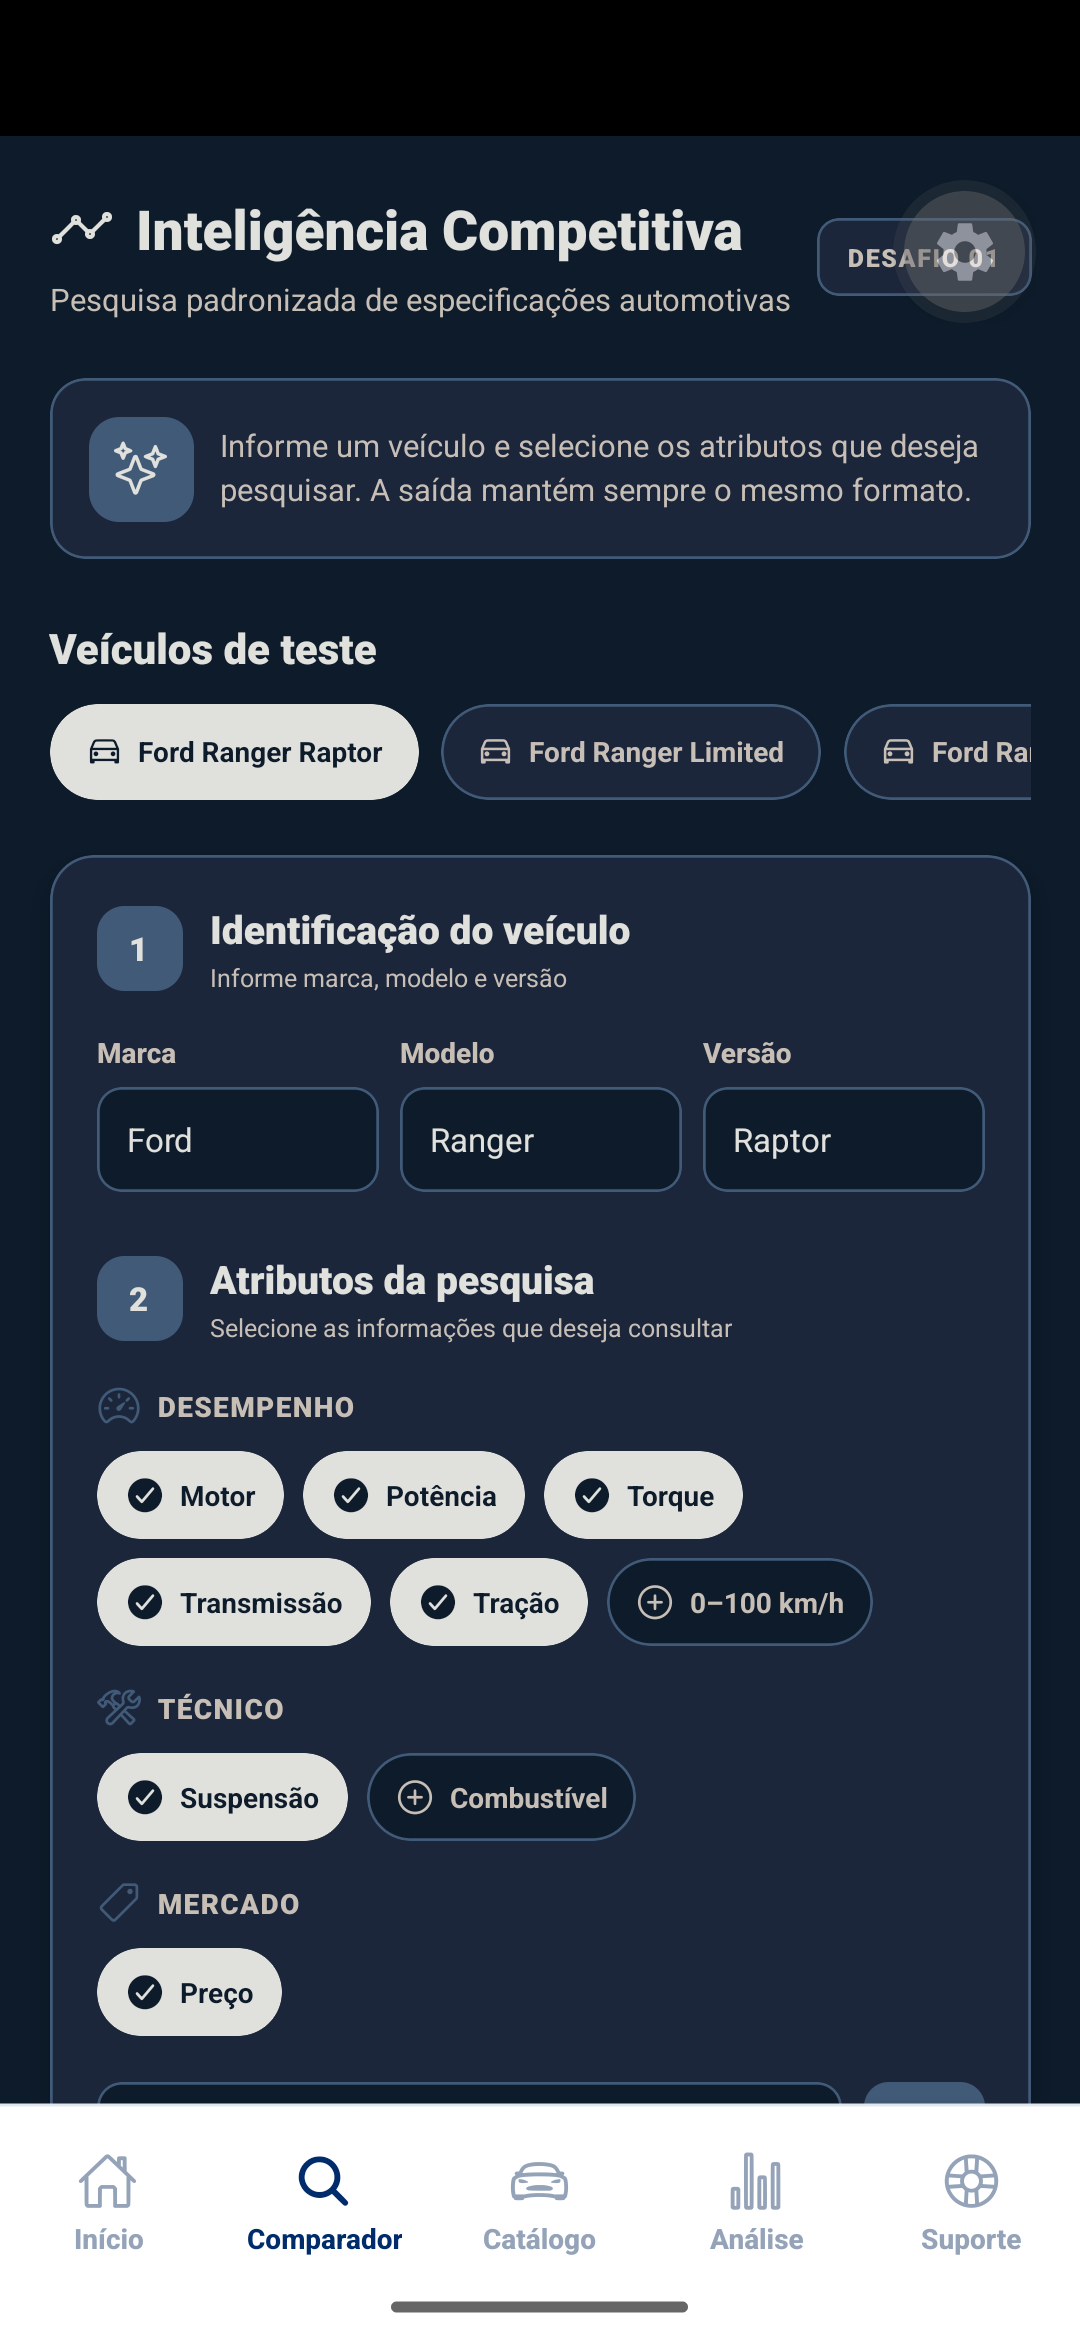 Inteligência Competitiva
DESAFIO 01
Pesquisa padronizada de especificações automotivas
Informe um veículo e selecione os atributos que deseja
pesquisar. A saída mantém sempre o mesmo formato.
Veículos de teste
Ford Ranger Raptor
Ford Ranger Limited
Ford
1
Identificação do veículo
Informe marca, modelo e versão
Marca
Modelo
Versão
Ford
Ranger
Raptor
2
Atributos da pesquisa
Selecione as informações que deseja consultar
DESEMPENHO
Motor
Potência
Torque
Transmissão
Tração
0–100 km/h
TÉCNICO
Suspensão
Combustível
MERCADO
Preço
Início
Comparador
Catálogo
Análise
Suporte